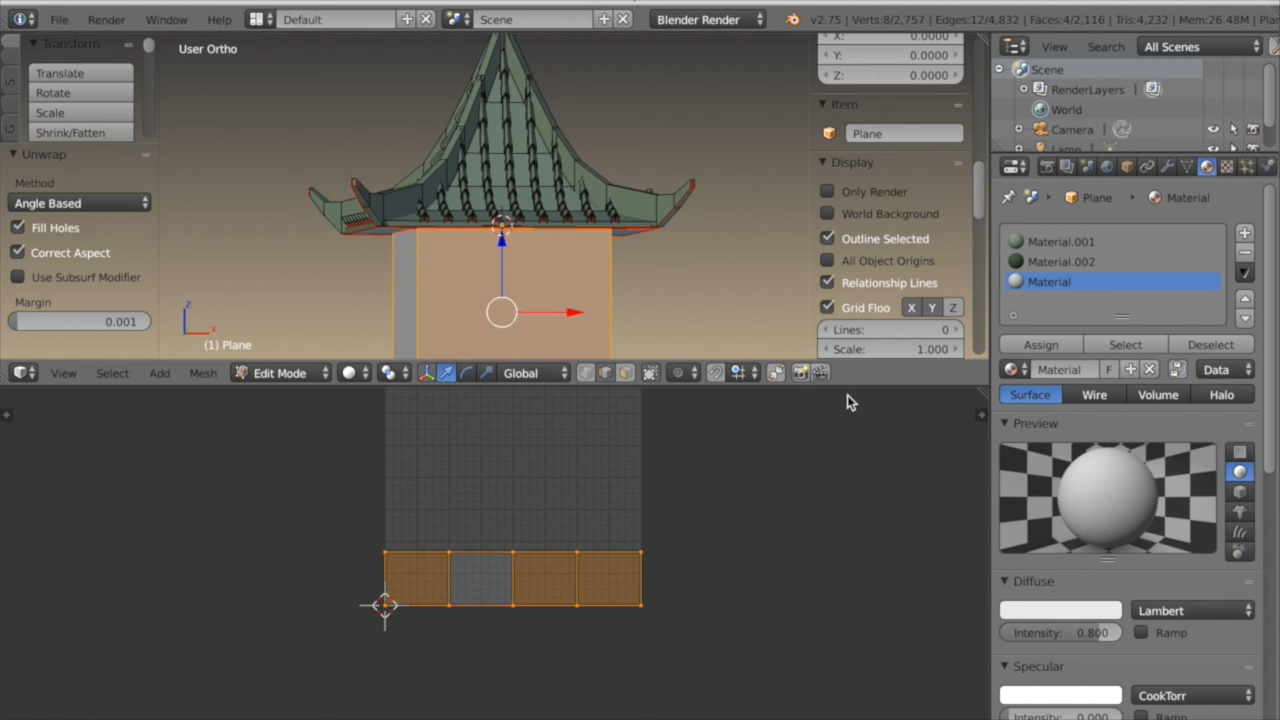 File Render Window Help Default Scene Blender Render v2.75 | Verts:8/2,757 | Edges:12/4,832 | Faces:4/2,116 | Tris:4,232 | Mem:26.48M | Pla
Transform
Translate
Rotate
Scale
Shrink/Fatten
Unwrap
Method
Angle Based
Fill Holes
Correct Aspect
Use Subsurf Modifier
Margin
0.001
User Ortho
z
x
(1) Plane
X: 0.0000
Y: 0.0000
Z: 0.0000
Item
Plane
Display
Only Render
World Background
Outline Selected
All Object Origins
Relationship Lines
Grid Floo X Y Z
Lines: 0
Scale: 1.000
View Select Add Mesh Edit Mode Global
View Search All Scenes
Scene
RenderLayers
World
Camera
Lamp
Plane Material
Material.001
Material.002
Material
Assign Select Deselect
Material F Data
Surface Wire Volume Halo
Preview
Diffuse
Lambert
Intensity: 0.800 Ramp
Specular
CookTorr
Intensity: 0.000 Ramp